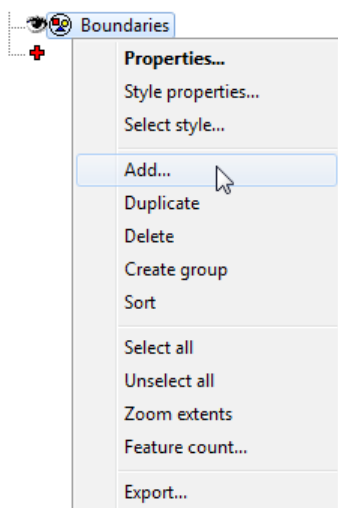 Boundaries
Properties...
Style properties...
Select style...
Add...
Duplicate
Delete
Create group
Sort
Select all
Unselect all
Zoom extents
Feature count...
Export...